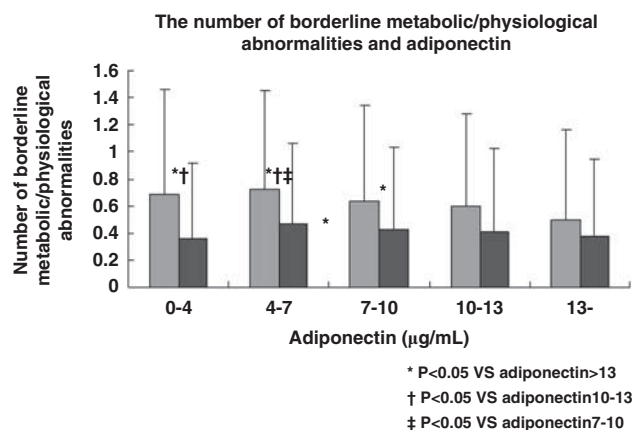 The number of borderline metabolic/physiological
abnormalities and adiponectin
Number of borderline
metabolic/physiological
abnormalities
1.6
1.4
1.2
1
0.8
0.6
0.4
0.2
0
*†
*†‡
*
*
0-4
4-7
7-10
10-13
13-
Adiponectin (μg/mL)
* P<0.05 VS adiponectin>13
† P<0.05 VS adiponectin10-13
‡ P<0.05 VS adiponectin7-10